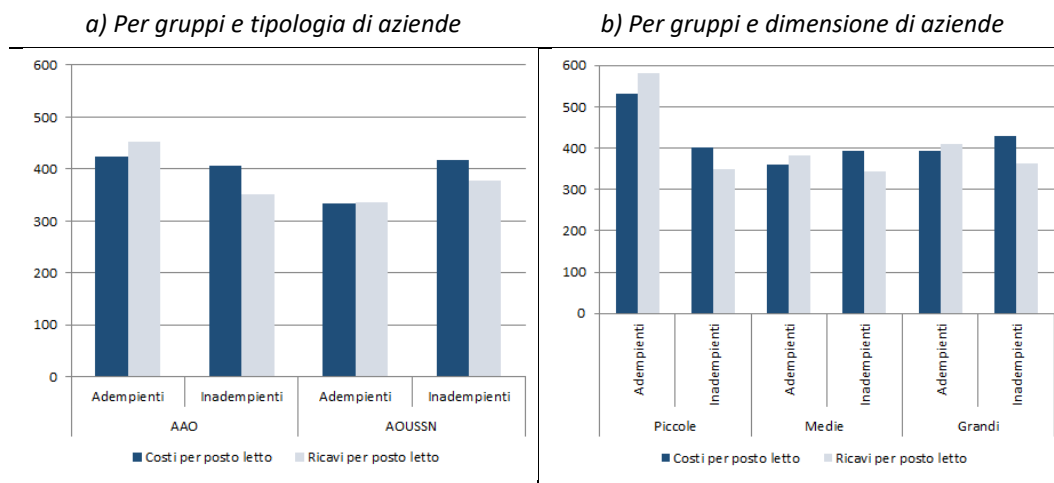 a) Per gruppi e tipologia di aziende
600
500
400
300
200
100
0
Adempienti Inadempienti Adempienti Inadempienti
AAO AOUSSN
Costi per posto letto Ricavi per posto letto
b) Per gruppi e dimensione di aziende
600
500
400
300
200
100
0
Adempienti Inadempienti Adempienti Inadempienti Adempienti Inadempienti
Piccole Medie Grandi
Costi per posto letto Ricavi per posto letto